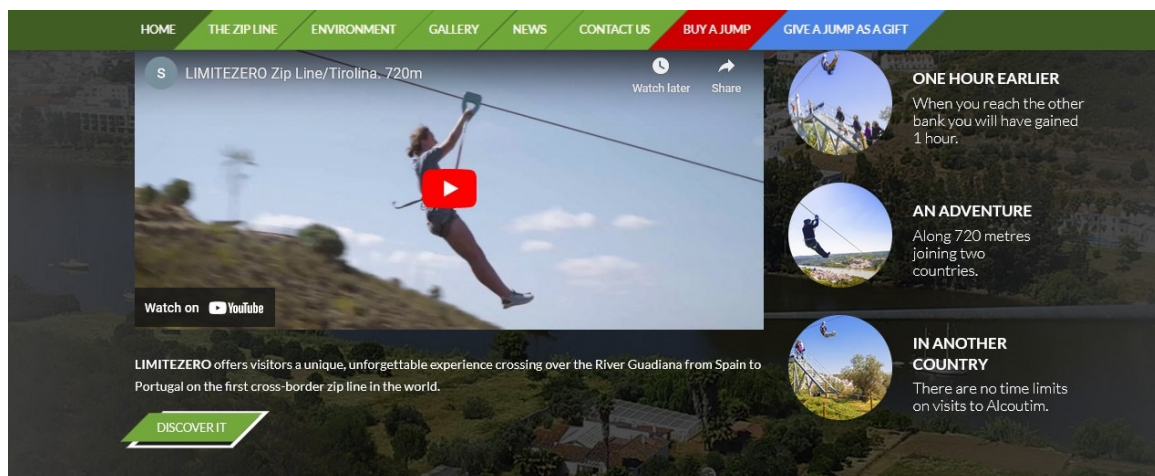 HOME THE ZIP LINE ENVIRONMENT GALLERY NEWS CONTACT US BUY A JUMP GIVE A JUMP AS A GIFT
S LIMITEZERO Zip Line/Tirolina. 720m
Watch later Share
Watch on YouTube
LIMITEZERO offers visitors a unique, unforgettable experience crossing over the River Guadiana from Spain to
Portugal on the first cross-border zip line in the world.
DISCOVER IT
ONE HOUR EARLIER
When you reach the other
bank you will have gained
1 hour.
AN ADVENTURE
Along 720 metres
joining two
countries.
IN ANOTHER
COUNTRY
There are no time limits
on visits to Alcoutim.